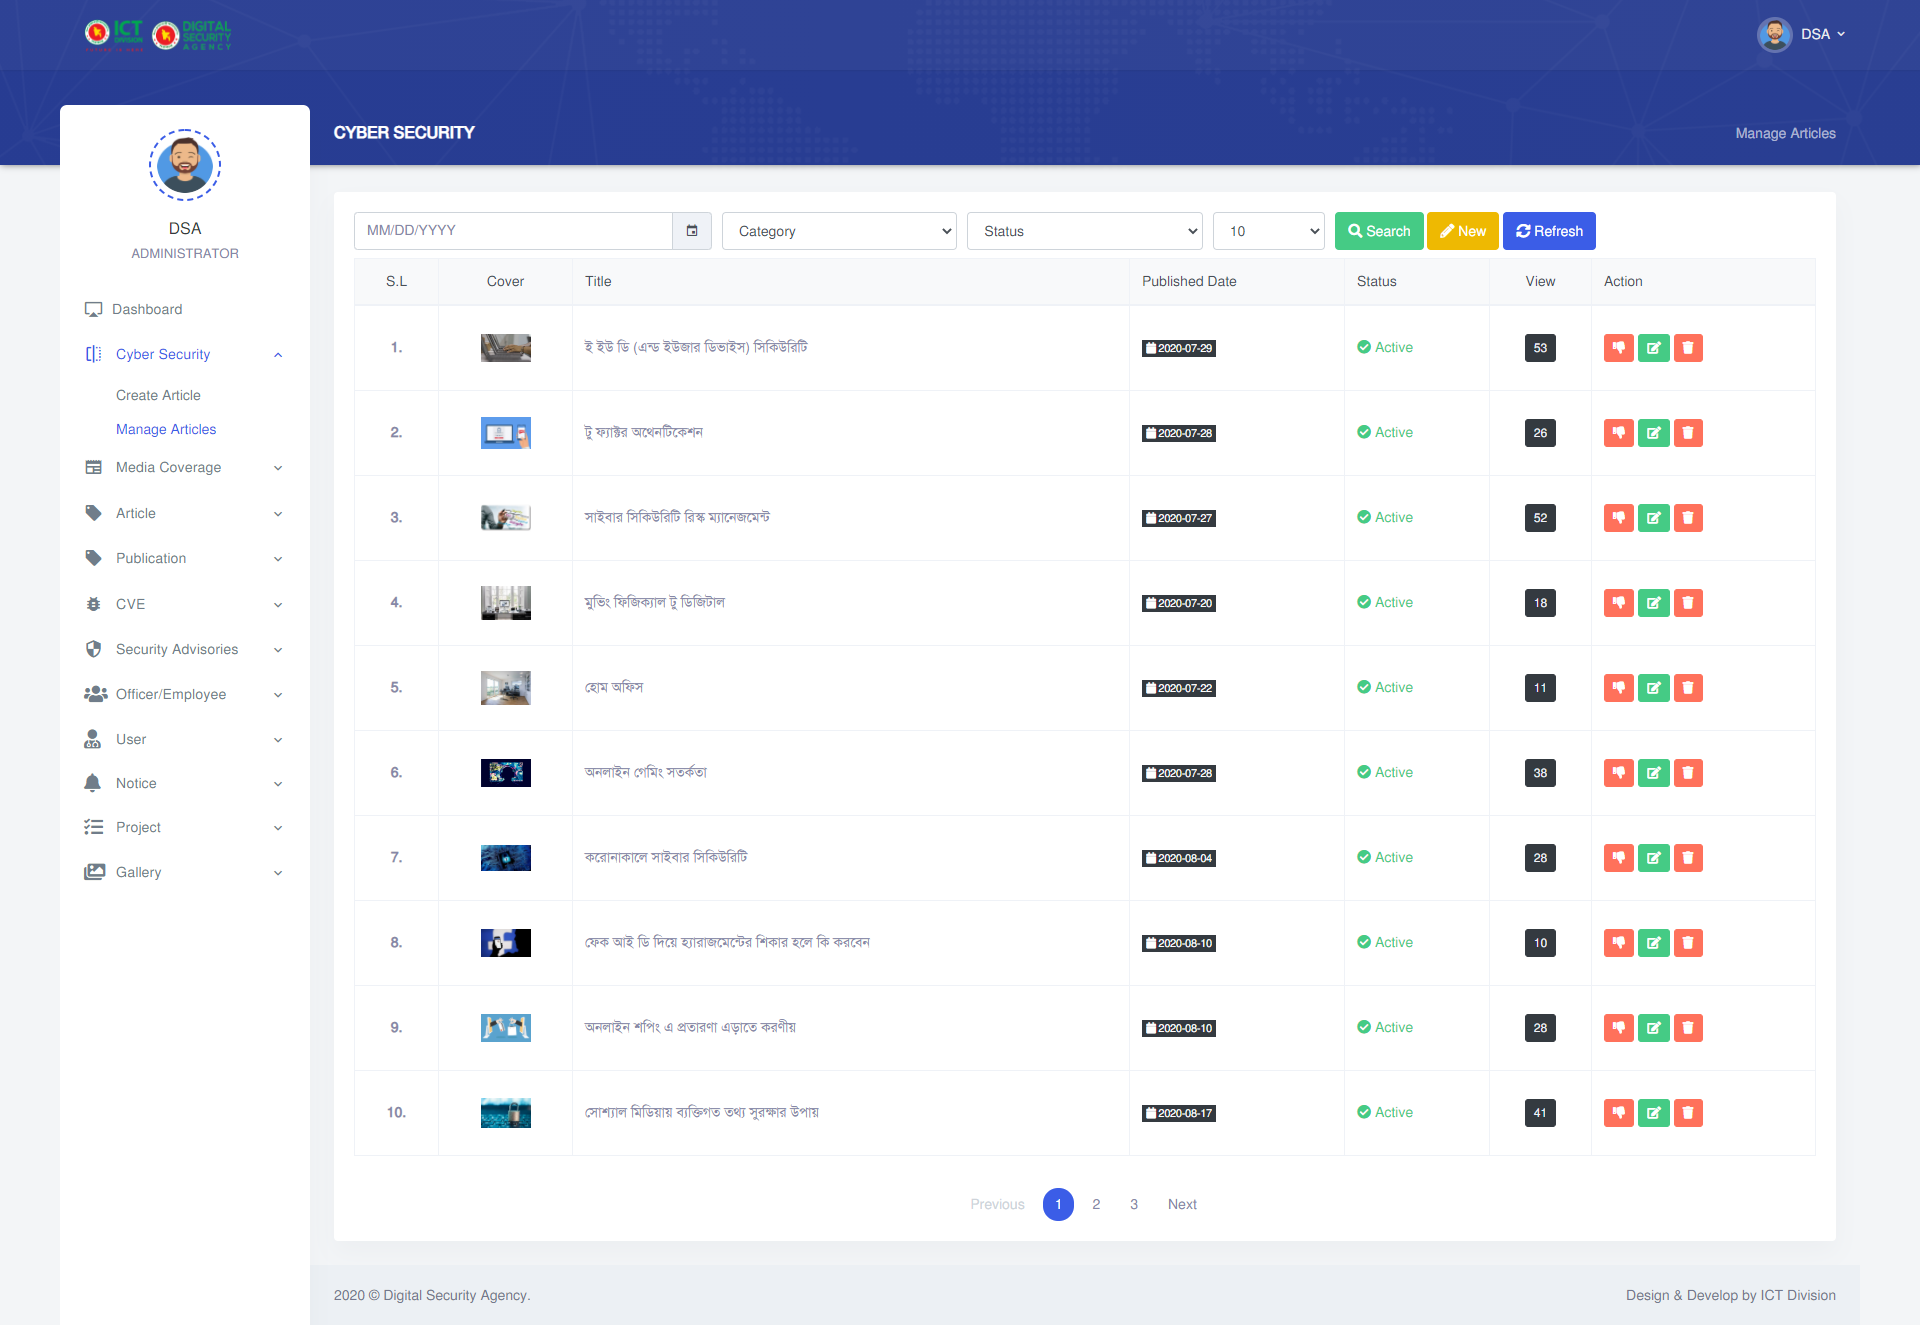 ICT
DIVISION
DIGITAL
SECURITY
AGENCY
DSA
CYBER SECURITY
Manage Articles
DSA
ADMINISTRATOR
Dashboard
Cyber Security
Create Article
Manage Articles
Media Coverage
Article
Publication
CVE
Security Advisories
Officer/Employee
User
Notice
Project
Gallery
MM/DD/YYYY Category Status 10 Search New Refresh
S.L Cover Title Published Date Status View Action
1. ই ইউ ডি (এন্ড ইউজার ডিভাইস) সিকিউরিটি 2020-07-29 Active 53
2. টু ফ্যাক্টর অথেনটিকেশন 2020-07-28 Active 26
3. সাইবার সিকিউরিটি রিস্ক ম্যানেজমেন্ট 2020-07-27 Active 52
4. মুভিং ফিজিক্যাল টু ডিজিটাল 2020-07-20 Active 18
5. হোম অফিস 2020-07-22 Active 11
6. অনলাইন গেমিং সতর্কতা 2020-07-28 Active 38
7. করোনাকালে সাইবার সিকিউরিটি 2020-08-04 Active 28
8. ফেক আই ডি দিয়ে হ্যারাজমেন্টের শিকার হলে কি করবেন 2020-08-10 Active 10
9. অনলাইন শপিং এ প্রতারণা এড়াতে করণীয় 2020-08-10 Active 28
10. সোশ্যাল মিডিয়ায় ব্যক্তিগত তথ্য সুরক্ষার উপায় 2020-08-17 Active 41
Previous 1 2 3 Next
2020 © Digital Security Agency.
Design & Develop by ICT Division